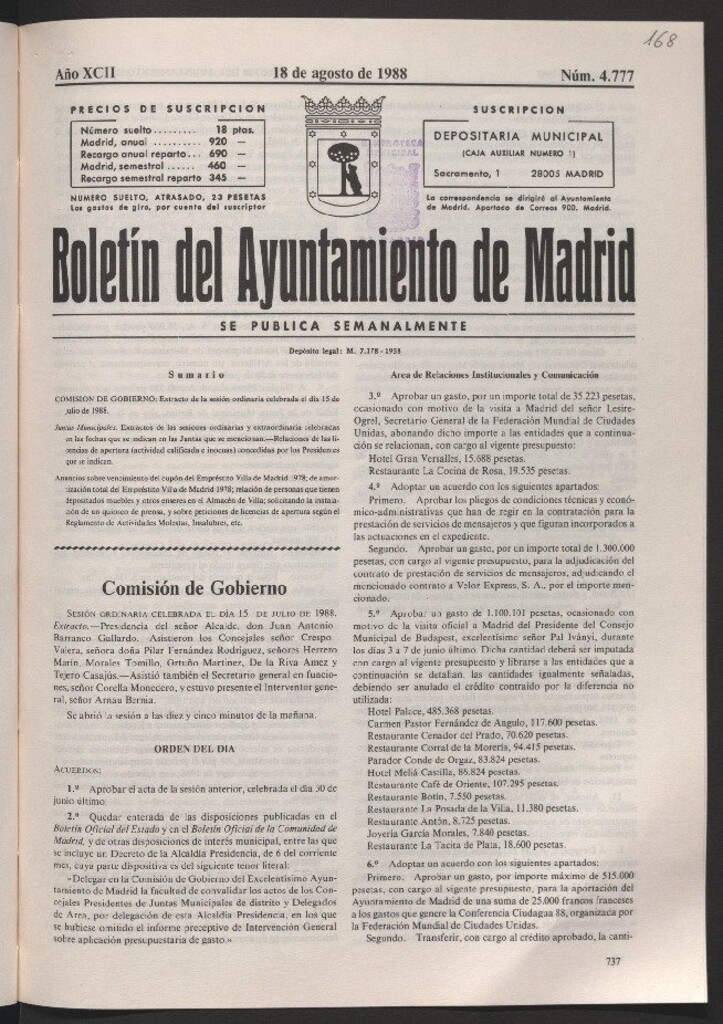 168
Año XCII
18 de agosto de 1988
Núm. 4.777
PRECIOS DE SUSCRIPCION
Número suelto......... 18 ptas.
Madrid, anual ........... 920 —
Recargo anual reparto... 690 —
Madrid, semestral ...... 460 —
Recargo semestral reparto 345 —
NUMERO SUELTO, ATRASADO, 23 PESETAS
Los gastos de giro, por cuenta del suscriptor
SUSCRIPCION
DEPOSITARIA MUNICIPAL
(CAJA AUXILIAR NUMERO 1)
Sacramento, 1 28005 MADRID
La correspondencia se dirigirá al Ayuntamiento
de Madrid. Apartado de Correos 900. Madrid.
Boletín del Ayuntamiento de Madrid
SE PUBLICA SEMANALMENTE
Depósito legal: M. 7.178 - 1958
Sumario
COMISION DE GOBIERNO: Extracto de la sesión ordinaria celebrada el día 15 de
julio de 1988.
Juntas Municipales. Extractos de las sesiones ordinarias y extraordinaria celebradas
en las fechas que se indican en las Juntas que se mencionan.—Relaciones de las li-
cencias de apertura (actividad calificada e inocuas) concedidas por los Presidentes
que se indican.
Anuncios sobre vencimiento del cupón del Empréstito Villa de Madrid 1978; de amor-
tización total del Empréstito Villa de Madrid 1978; relación de personas que tienen
depositados muebles y otros enseres en el Almacén de Villa; solicitando la instala-
ción de un quiosco de prensa, y sobre peticiones de licencias de apertura según el
Reglamento de Actividades Molestas, Insalubres, etc.
Comisión de Gobierno
SESIÓN ORDINARIA CELEBRADA EL DÍA 15 DE JULIO DE 1988.
Extracto.—Presidencia del señor Alcalde, don Juan Antonio
Barranco Gallardo. Asistieron los Concejales señor Crespo
Valera, señora doña Pilar Fernández Rodríguez, señores Herrero
Marín, Morales Tomillo, Ortuño Martínez, De la Riva Amez y
Tejero Casajús.—Asistió también el Secretario general en funcio-
nes, señor Corella Monedero, y estuvo presente el Interventor gene-
ral, señor Arnau Bernia.
Se abrió la sesión a las diez y cinco minutos de la mañana.
ORDEN DEL DIA
ACUERDOS:
1.º Aprobar el acta de la sesión anterior, celebrada el día 30 de
junio último.
2.º Quedar enterada de las disposiciones publicadas en el
Boletín Oficial del Estado y en el Boletín Oficial de la Comunidad de
Madrid, y de otras disposiciones de interés municipal, entre las que
se incluye un Decreto de la Alcaldía Presidencia, de 6 del corriente
mes, cuya parte dispositiva es del siguiente tenor literal:
«Delegar en la Comisión de Gobierno del Excelentísimo Ayun-
tamiento de Madrid la facultad de convalidar los actos de los Con-
cejales Presidentes de Juntas Municipales de distrito y Delegados
de Area, por delegación de esta Alcaldía Presidencia, en los que
se hubiese omitido el informe preceptivo de Intervención General
sobre aplicación presupuestaria de gasto.»
Area de Relaciones Institucionales y Comunicación
3.º Aprobar un gasto, por un importe total de 35.223 pesetas,
ocasionado con motivo de la visita a Madrid del señor Lesire-
Ogrel, Secretario General de la Federación Mundial de Ciudades
Unidas, abonando dicho importe a las entidades que a continua-
ción se relacionan, con cargo al vigente presupuesto:
Hotel Gran Versalles, 15.688 pesetas.
Restaurante La Cocina de Rosa, 19.535 pesetas.
4.º Adoptar un acuerdo con los siguientes apartados:
Primero. Aprobar los pliegos de condiciones técnicas y econó-
mico-administrativas que han de regir en la contratación para la
prestación de servicios de mensajeros y que figuran incorporados a
las actuaciones en el expediente.
Segundo. Aprobar un gasto, por un importe total de 1.300.000
pesetas, con cargo al vigente presupuesto, para la adjudicación del
contrato de prestación de servicios de mensajeros, adjudicando el
mencionado contrato a Valor Express, S. A., por el importe men-
cionado.
5.º Aprobar un gasto de 1.100.101 pesetas, ocasionado con
motivo de la visita oficial a Madrid del Presidente del Consejo
Municipal de Budapest, excelentísimo señor Pal Iványi, durante
los días 3 a 7 de junio último. Dicha cantidad deberá ser imputada
con cargo al vigente presupuesto y librarse a las entidades que a
continuación se detallan, las cantidades igualmente señaladas,
debiendo ser anulado el crédito contraído por la diferencia no
utilizada:
Hotel Palace, 485.368 pesetas.
Carmen Pastor Fernández de Angulo, 117.600 pesetas.
Restaurante Cenador del Prado, 70.620 pesetas.
Restaurante Corral de la Morería, 94.415 pesetas.
Parador Conde de Orgaz, 83.824 pesetas.
Hotel Meliá Castilla, 86.824 pesetas.
Restaurante Café de Oriente, 107.295 pesetas.
Restaurante Botín, 7.550 pesetas.
Restaurante La Posada de la Villa, 11.380 pesetas.
Restaurante Antón, 8.725 pesetas.
Joyería García Morales, 7.840 pesetas.
Restaurante La Tacita de Plata, 18.600 pesetas.
6.º Adoptar un acuerdo con los siguientes apartados:
Primero. Aprobar un gasto, por importe máximo de 515.000
pesetas, con cargo al vigente presupuesto, para la aportación del
Ayuntamiento de Madrid de una suma de 25.000 francos franceses
a los gastos que genere la Conferencia Ciudagua 88, organizada por
la Federación Mundial de Ciudades Unidas.
Segundo. Transferir, con cargo al crédito aprobado, la canti-
737